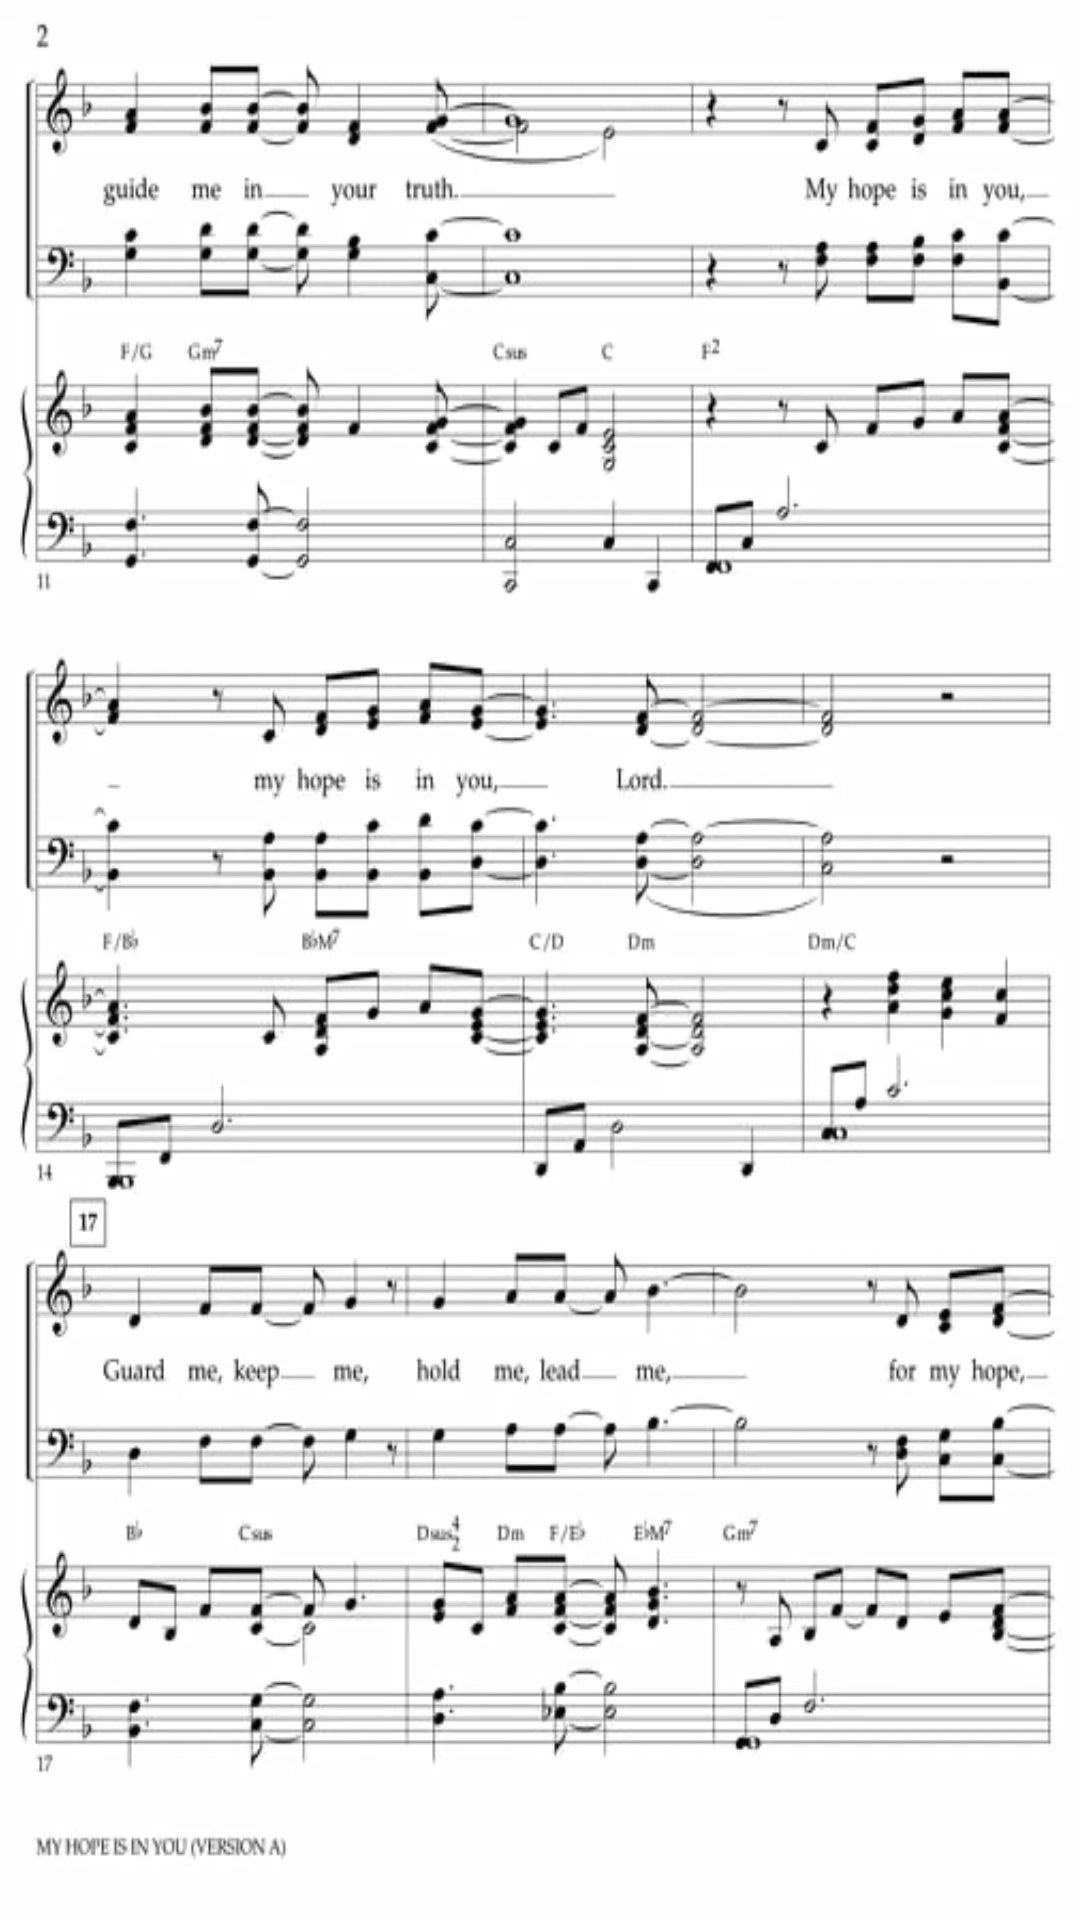 2
guide me in your truth. My hope is in you,
F/G Gm7 Csus C F2
11
my hope is in you, Lord.
F/B♭ B♭M7 C/D Dm Dm/C
14
17
Guard me, keep me, hold me, lead me, for my hope,
B♭ Csus Dsus4 2 Dm F/E♭ E♭M7 Gm7
17
MY HOPE IS IN YOU (VERSION A)